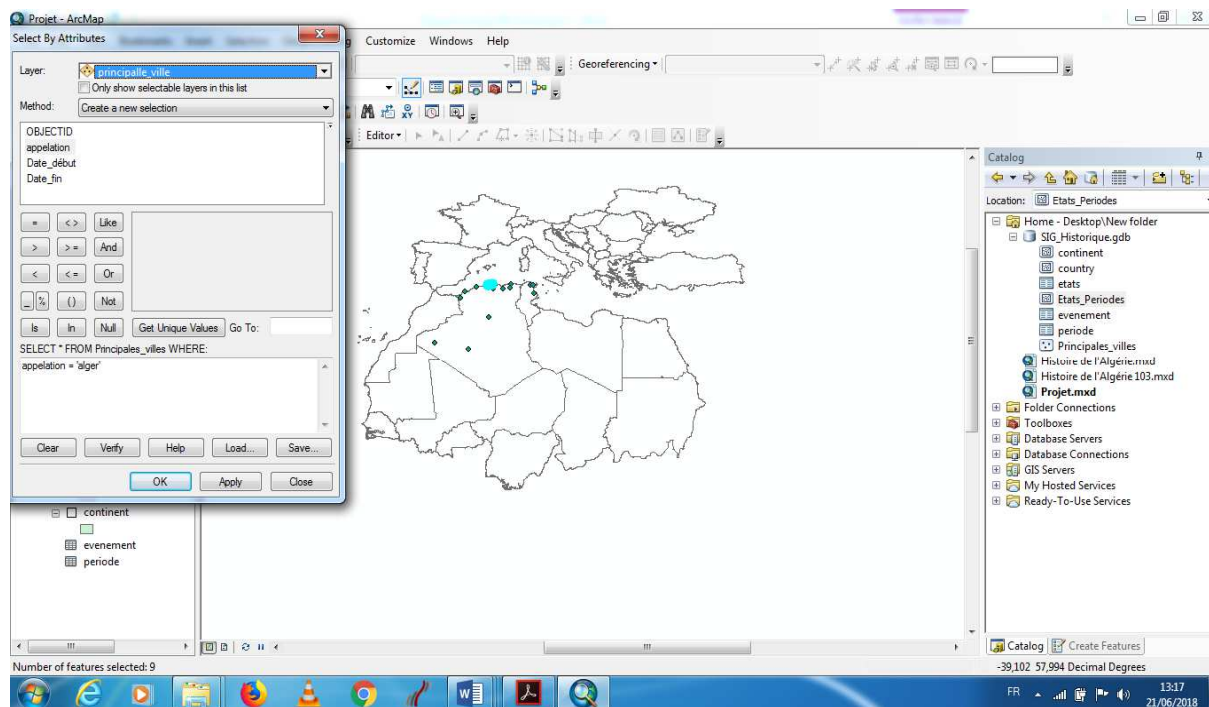 Projet - ArcMap
Select By Attributes
Customize Windows Help
Layer: principalle_ville
Only show selectable layers in this list
Method: Create a new selection
Georeferencing
Editor
OBJECTID
appelation
Date_début
Date_fin
= <> Like
> >= And
< <= Or
_ % () Not
Is In Null Get Unique Values Go To:
SELECT * FROM Principales_villes WHERE:
appelation = 'alger'
Clear Verify Help Load... Save...
OK Apply Close
continent
evenement
periode
Catalog
Location: Etats_Periodes
Home - Desktop\New folder
SIG_Historique.gdb
continent
country
etats
Etats_Periodes
evenement
periode
Principales_villes
Histoire de l'Algérie.mxd
Histoire de l'Algérie 103.mxd
Projet.mxd
Folder Connections
Toolboxes
Database Servers
Database Connections
GIS Servers
My Hosted Services
Ready-To-Use Services
Catalog Create Features
Number of features selected: 9
-39,102 57,994 Decimal Degrees
FR
13:17
21/06/2018